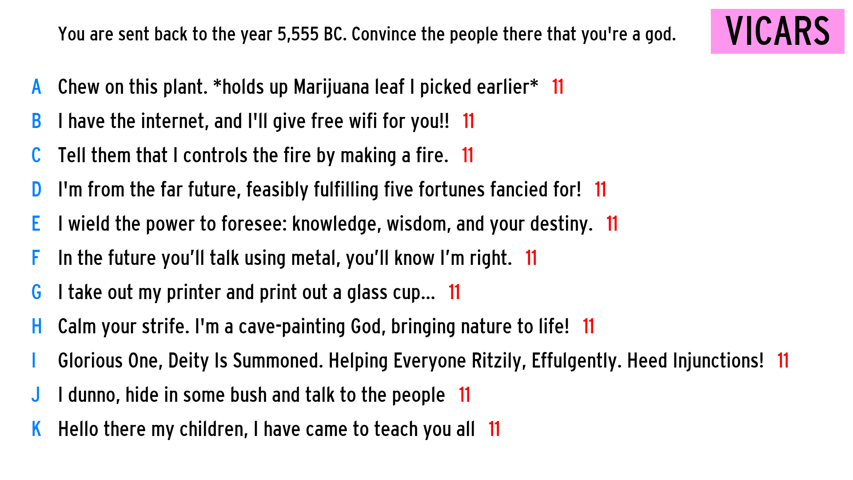 You are sent back to the year 5,555 BC. Convince the people there that you're a god.
VICARS
A Chew on this plant. *holds up Marijuana leaf I picked earlier* 11
B I have the internet, and I'll give free wifi for you!! 11
C Tell them that I controls the fire by making a fire. 11
D I'm from the far future, feasibly fulfilling five fortunes fancied for! 11
E I wield the power to foresee: knowledge, wisdom, and your destiny. 11
F In the future you’ll talk using metal, you’ll know I’m right. 11
G I take out my printer and print out a glass cup... 11
H Calm your strife. I'm a cave-painting God, bringing nature to life! 11
I Glorious One, Deity Is Summoned. Helping Everyone Ritzily, Effulgently. Heed Injunctions! 11
J I dunno, hide in some bush and talk to the people 11
K Hello there my children, I have came to teach you all 11